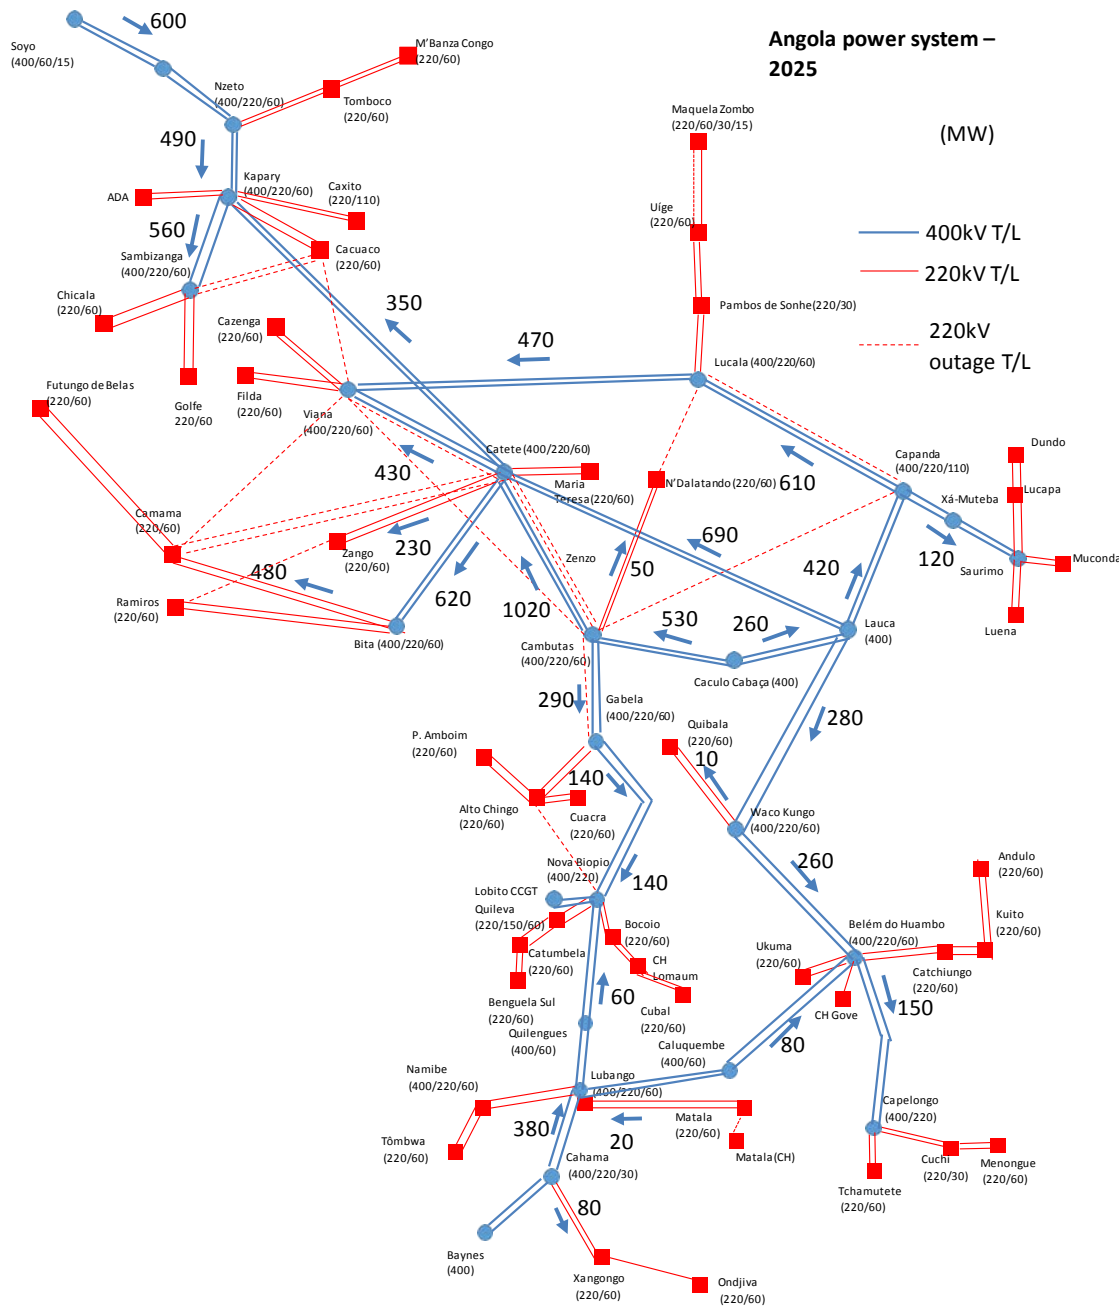 Angola power system –
2025
(MW)
400kV T/L
220kV T/L
220kV
outage T/L
600
Soyo
(400/60/15)
Nzeto
(400/220/60)
M'Banza Congo
(220/60)
Tomboco
(220/60)
490
Kapary
(400/220/60)
ADA
Caxito
(220/110)
560
Cacuaco
(220/60)
Sambizanga
(400/220/60)
Chicala
(220/60)
Golfe
220/60
350
470
Maquela Zombo
(220/60/30/15)
Uíge
(220/60)
Pambos de Sonhe(220/30)
Lucala (400/220/60)
Cazenga
(220/60)
Filda
(220/60)
Viana
(400/220/60)
Futungo de Belas
(220/60)
Catete (400/220/60)
430
Maria
Teresa(220/60)
N'Dalatando(220/60)
610
Capanda
(400/220/110)
Xá-Muteba
Dundo
Lucapa
120
Saurimo
Muconda
Luena
Camama
(220/60)
230
Zango
(220/60)
480
Ramiros
(220/60)
620
Bita (400/220/60)
1020
Zenzo
50
690
420
530
260
Lauca
(400)
Cambutas
(400/220/60)
Caculo Cabaça (400)
290
Gabela
(400/220/60)
280
Quibala
(220/60)
10
P. Amboim
(220/60)
140
Alto Chingo
(220/60)
Cuacra
(220/60)
Waco Kungo
(400/220/60)
260
Nova Biopio
(400/220)
140
Lobito CCGT
Quileva
(220/150/60)
Catumbela
(220/60)
Benguela Sul
(220/60)
Bocoio
(220/60)
CH
Lomaum
Cubal
(220/60)
60
Quilengues
(400/60)
Andulo
(220/60)
Kuito
(220/60)
Belém do Huambo
(400/220/60)
Ukuma
(220/60)
Catchiungo
(220/60)
CH Gove
150
80
Caluquembe
(400/60)
Namibe
(400/220/60)
Lubango
(400/220/60)
Matala
(220/60)
20
Matala(CH)
Capelongo
(400/220)
Cuchi
(220/30)
Menongue
(220/60)
Tchamutete
(220/60)
Tômbwa
(220/60)
380
Cahama
(400/220/30)
80
Baynes
(400)
Xangongo
(220/60)
Ondjiva
(220/60)